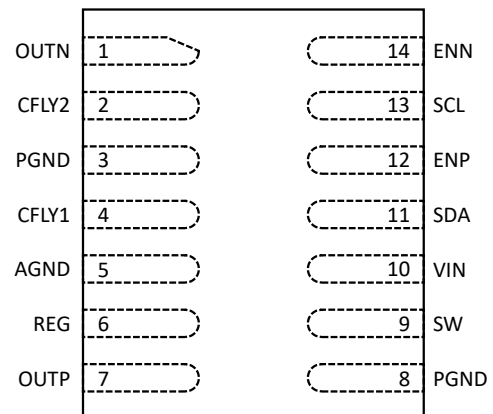 OUTN 1 14 ENN
CFLY2 2 13 SCL
PGND 3 12 ENP
CFLY1 4 11 SDA
AGND 5 10 VIN
REG 6 9 SW
OUTP 7 8 PGND